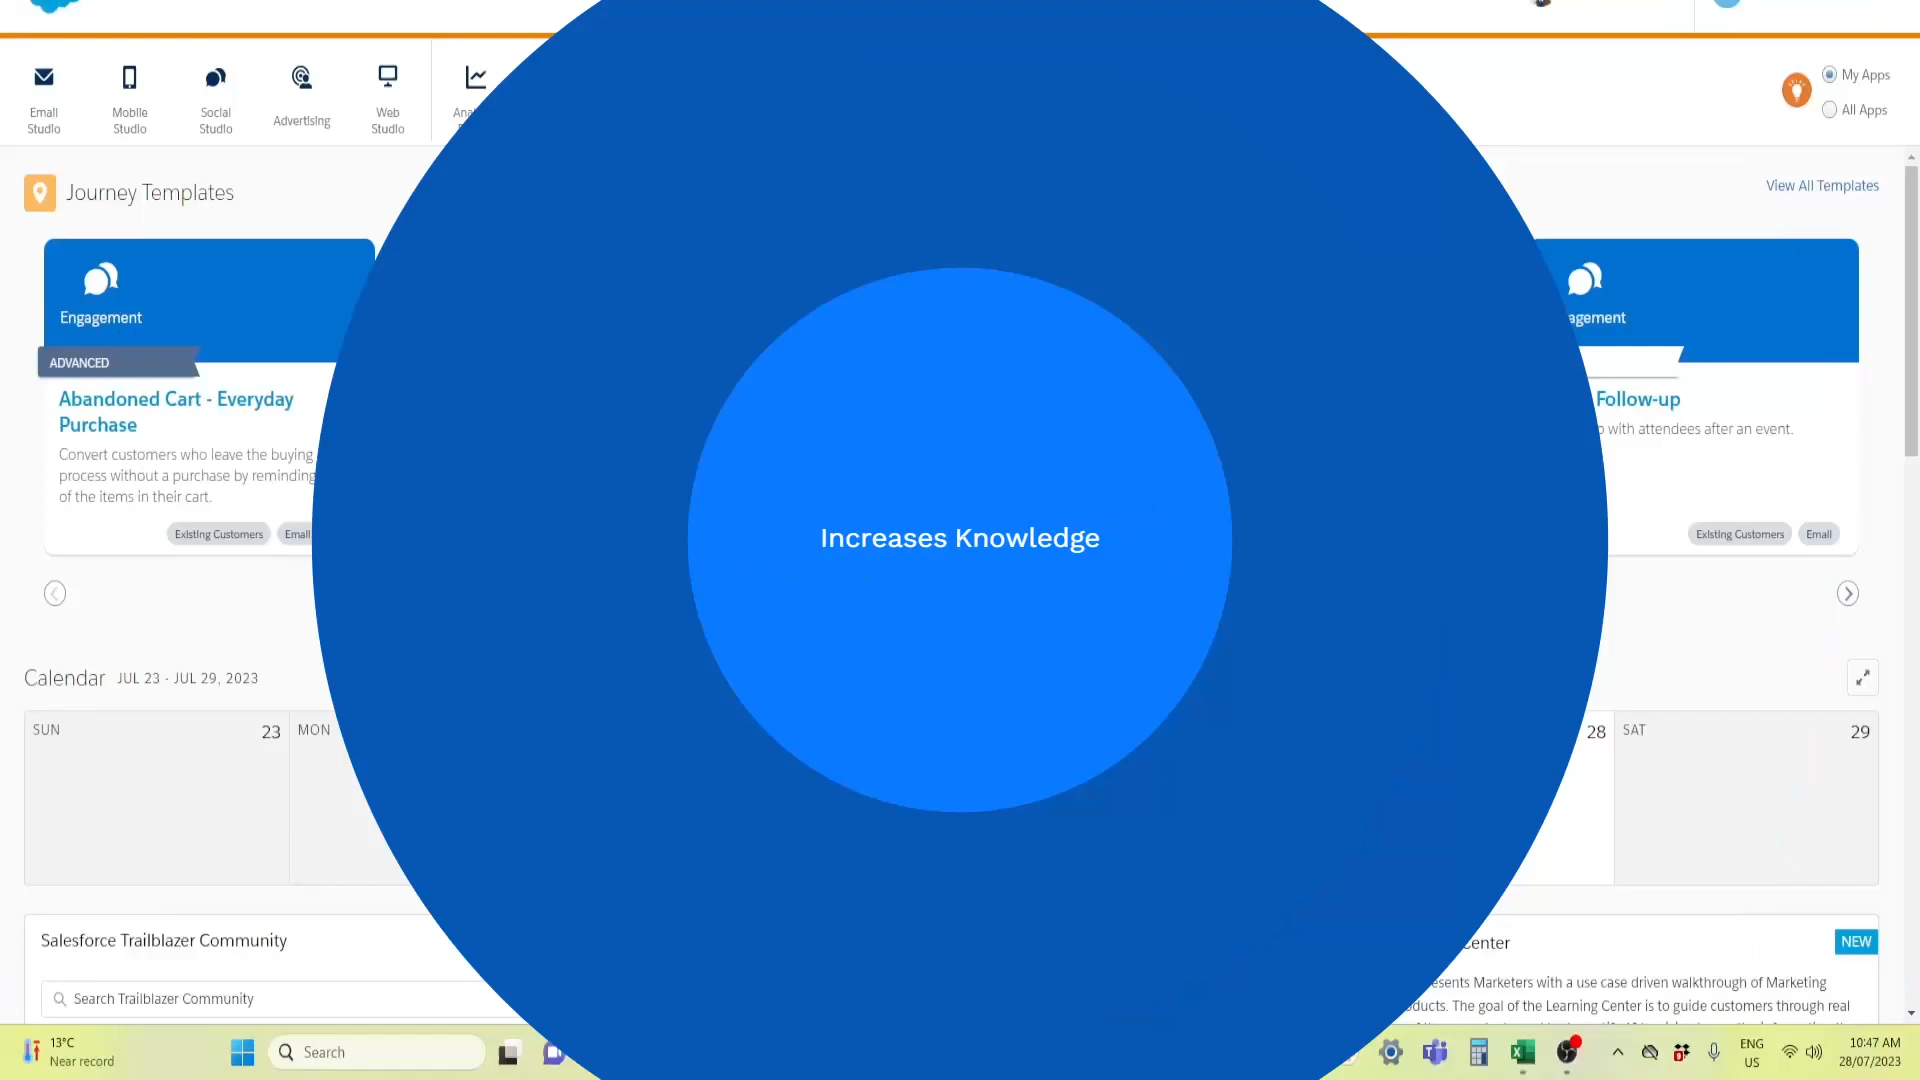 Email
Studio
Mobile
Studio
Social
Studio
Advertising
Web
Studio
My Apps
All Apps
Journey Templates
View All Templates
Engagement
ADVANCED
Abandoned Cart - Everyday
Purchase
Convert customers who leave the buying
process without a purchase by reminding
of the items in their cart.
Existing Customers
Email
Increases Knowledge
Follow-up
with attendees after an event.
Existing Customers
Email
Calendar
JUL 23 - JUL 29, 2023
SUN
23
MON
28
SAT
29
Salesforce Trailblazer Community
Search Trailblazer Community
NEW
Marketers with a use case driven walkthrough of Marketing
The goal of the Learning Center is to guide customers through real
13°C
Near record
Search
ENG
US
10:47 AM
28/07/2023